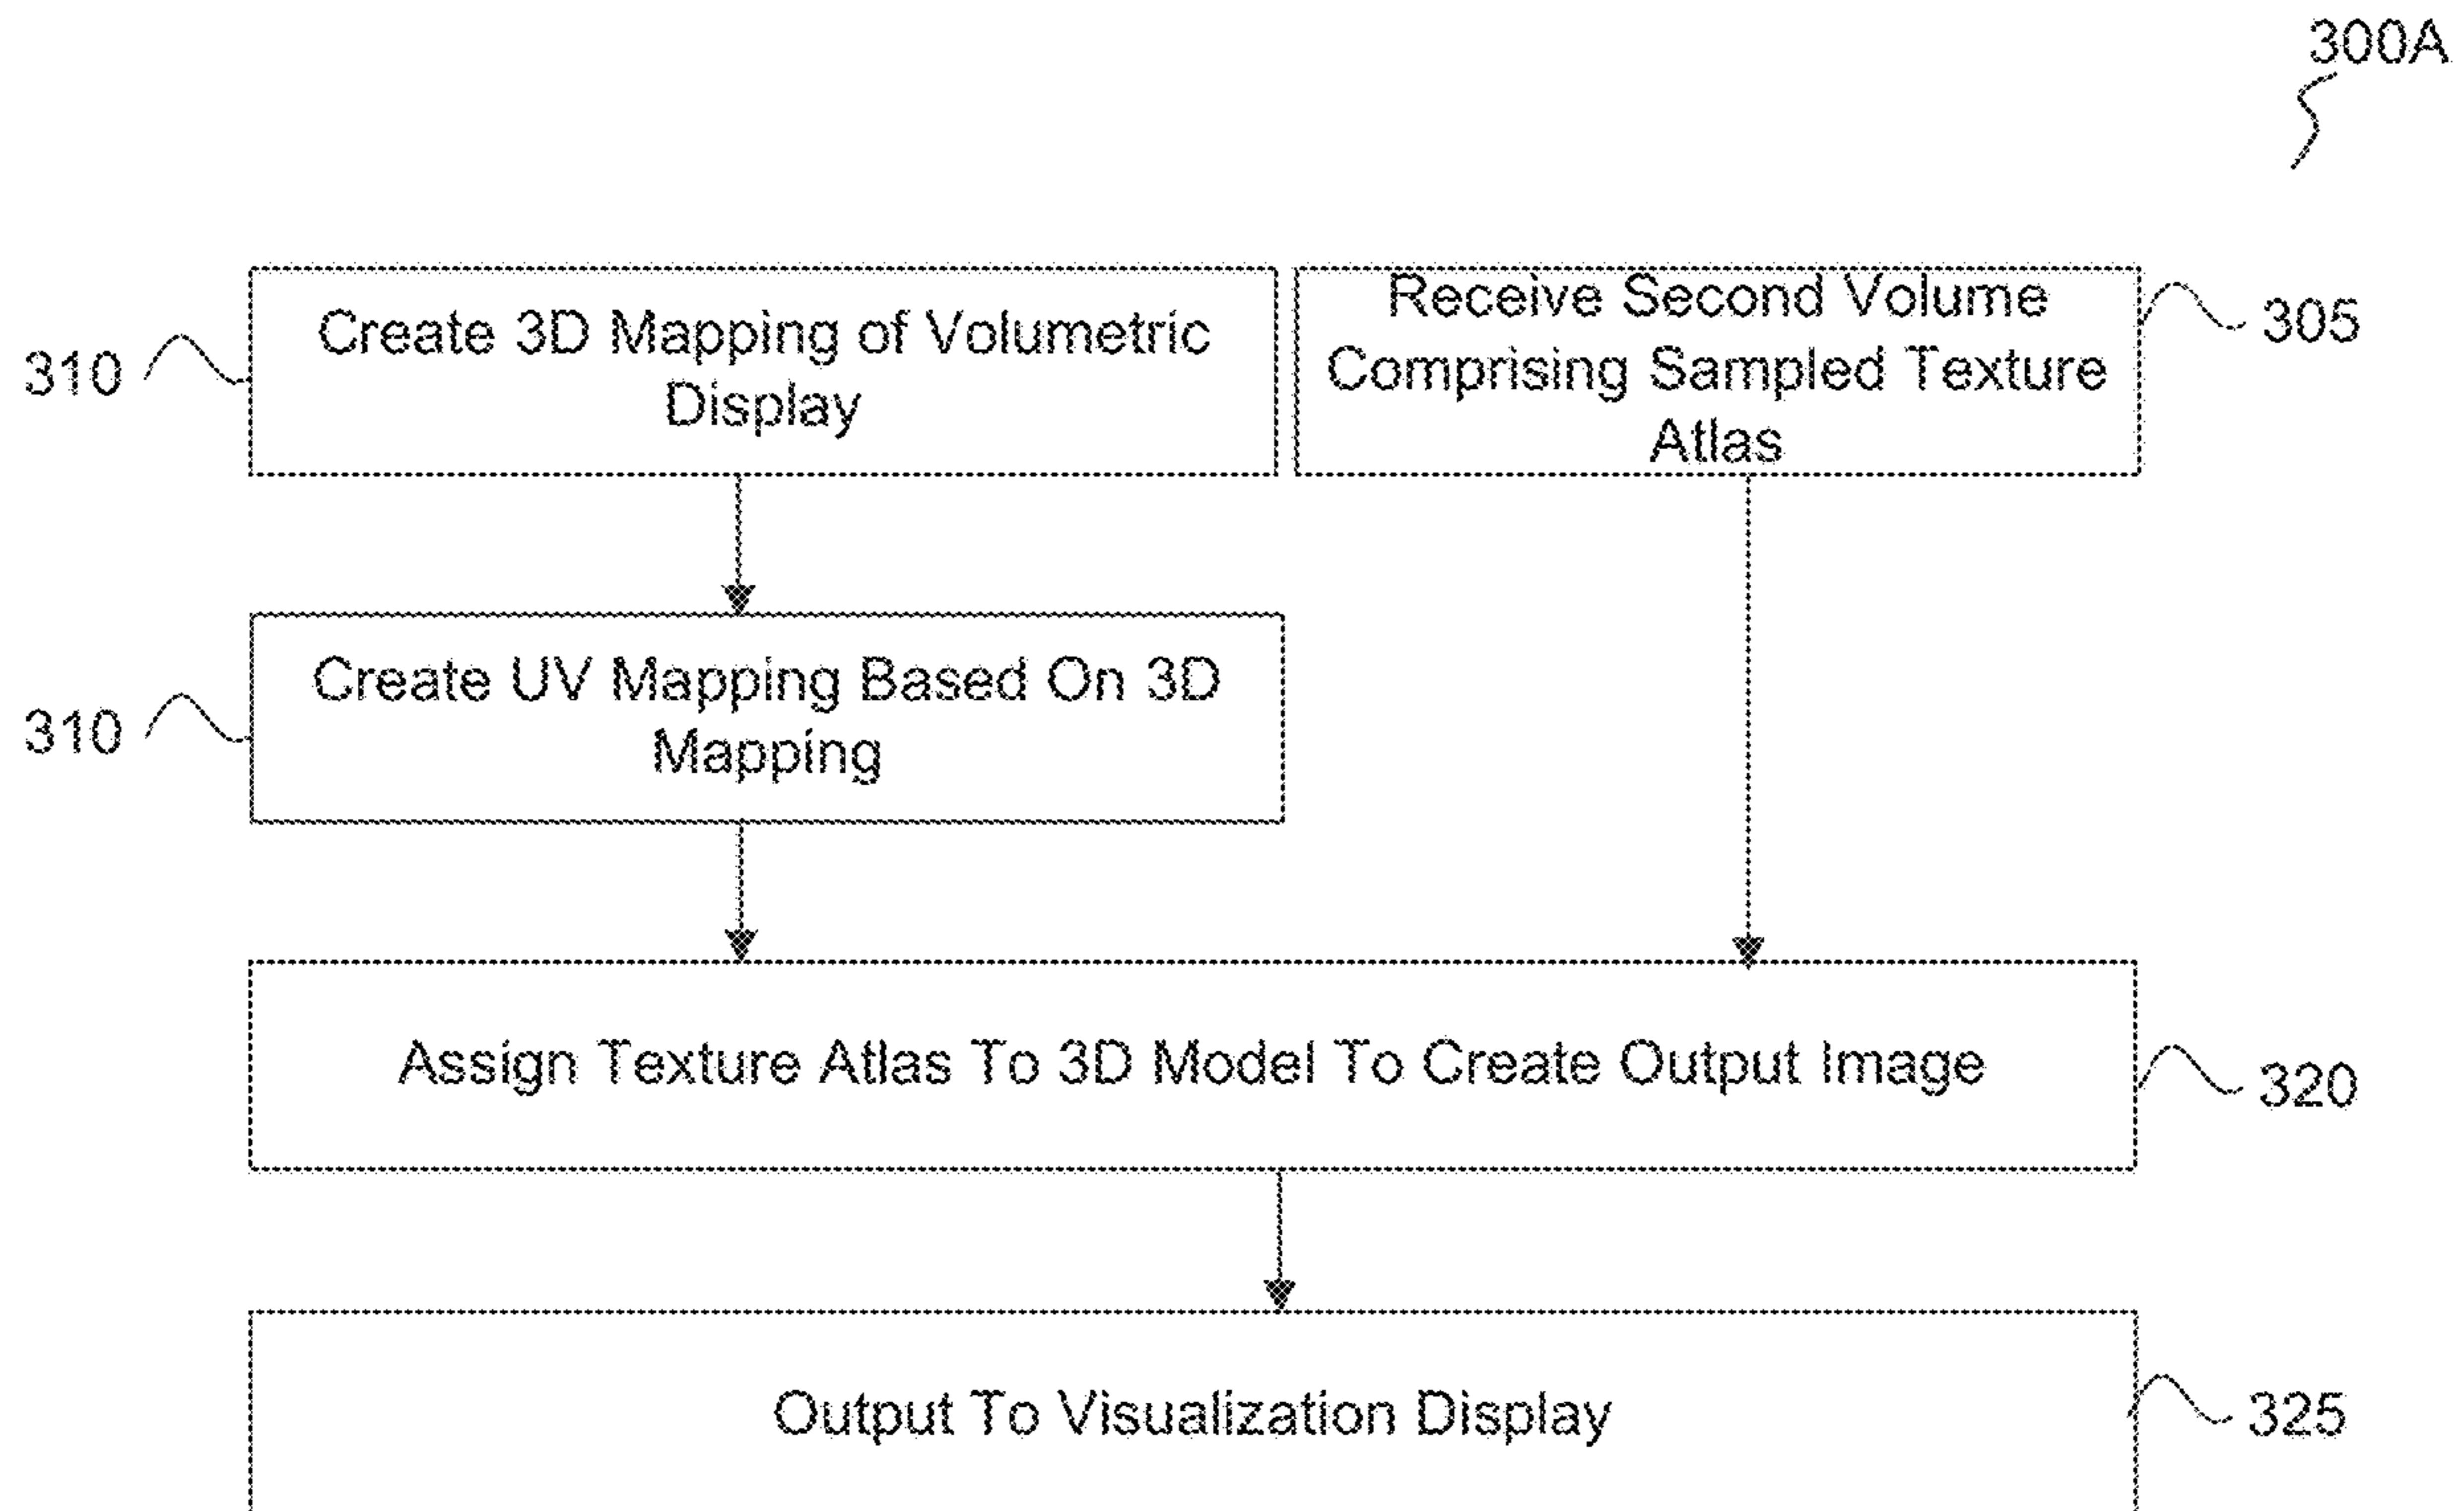 300A
310
Create 3D Mapping of Volumetric
Display
Receive Second Volume
Comprising Sampled Texture
Atlas
305
310
Create UV Mapping Based On 3D
Mapping
Assign Texture Atlas To 3D Model To Create Output Image
320
Output To Visualization Display
325